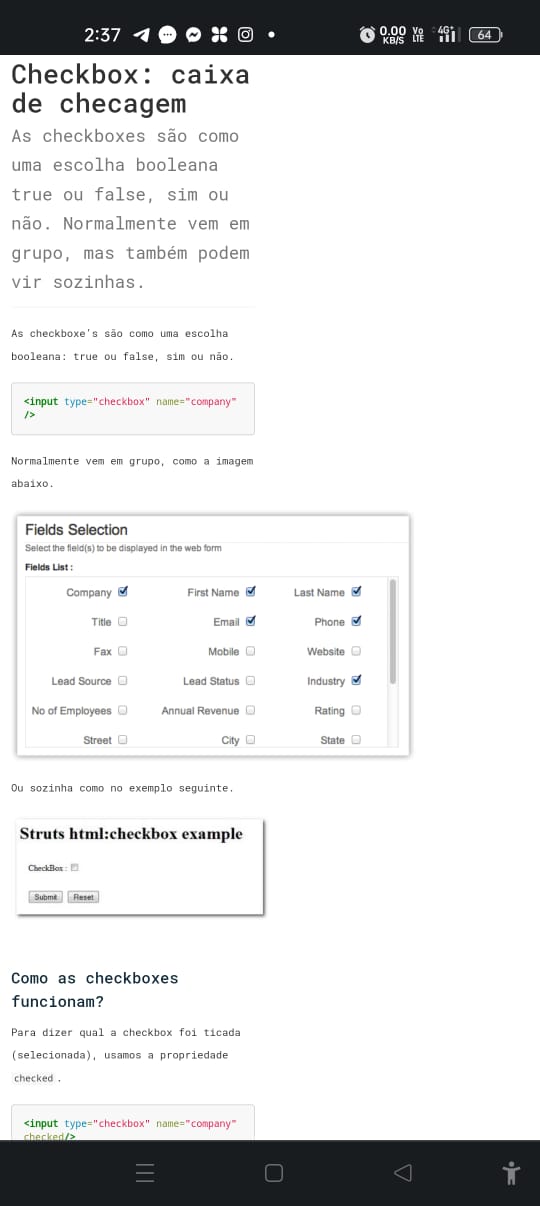 2:37
0.00 KB/S
Vo LTE
4G+
64
Checkbox: caixa
de checagem
As checkboxes são como
uma escolha booleana
true ou false, sim ou
não. Normalmente vem em
grupo, mas também podem
vir sozinhas.
As checkboxe's são como uma escolha
booleana: true ou false, sim ou não.
<input type="checkbox" name="company"
/>
Normalmente vem em grupo, como a imagem
abaixo.
Fields Selection
Select the field(s) to be displayed in the web form
Fields List :
Company First Name Last Name
Title Email Phone
Fax Mobile Website
Lead Source Lead Status Industry
No of Employees Annual Revenue Rating
Street City State
Ou sozinha como no exemplo seguinte.
Struts html:checkbox example
CheckBox :
Submit Reset
Como as checkboxes
funcionam?
Para dizer qual a checkbox foi ticada
(selecionada), usamos a propriedade
checked .
<input type="checkbox" name="company"
checked/>